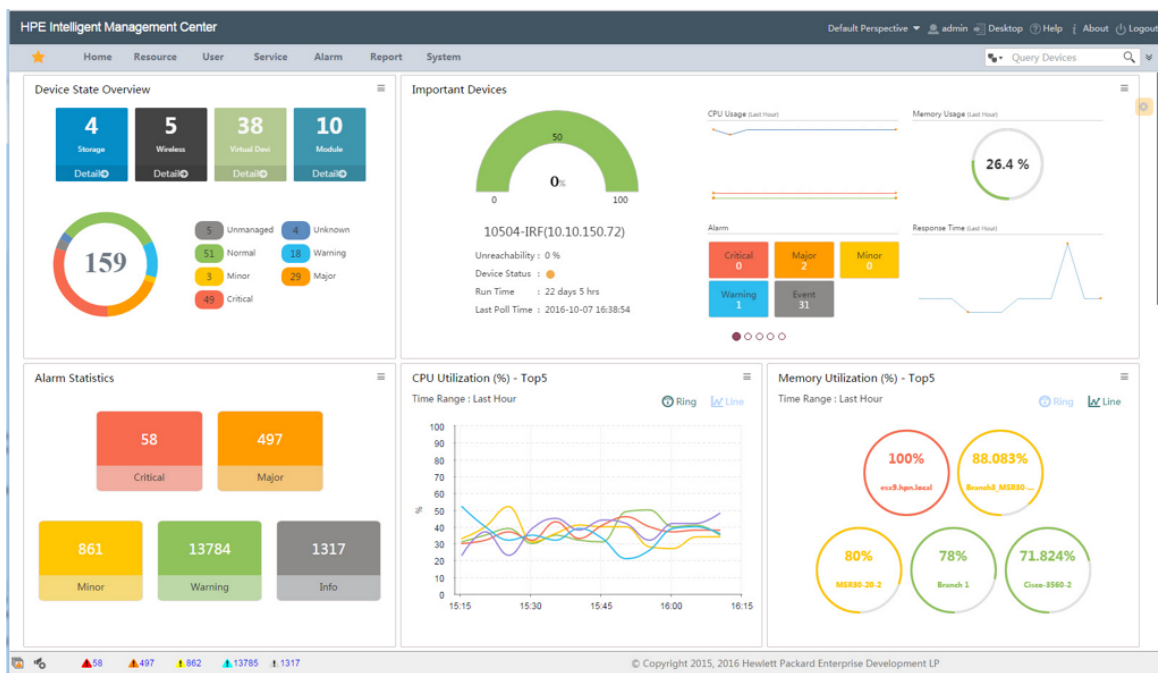 HPE Intelligent Management Center
Default Perspective admin Desktop Help About Logout
Home Resource User Service Alarm Report System
Query Devices
Device State Overview
4 5 38 10
Storage Wireless Virtual Devi Module
Detail Detail Detail Detail
159
5 Unmanaged 4 Unknown
51 Normal 18 Warning
3 Minor 29 Major
49 Critical
Important Devices
50
0%
0 100
10504-IRF(10.10.150.72)
Unreachability : 0 %
Device Status :
Run Time : 22 days 5 hrs
Last Poll Time : 2016-10-07 16:38:54
CPU Usage (Last Hour)
Memory Usage (Last Hour)
26.4 %
Alarm
Critical Major Minor
0 2 0
Warning Event
1 31
Response Time (Last Hour)
Alarm Statistics
58 497
Critical Major
861 13784 1317
Minor Warning Info
CPU Utilization (%) - Top5
Time Range : Last Hour
Ring Line
100
90
80
70
60
%
50
40
30
20
10
0
15:15 15:30 15:45 16:00 16:15
Memory Utilization (%) - Top5
Time Range : Last Hour
Ring Line
100% 88.083%
esx9.hpn.local Branch3_MSR30-...
80% 78% 71.824%
MSR30-20-2 Branch 1 Cisco-3560-2
58 497 862 13785 1317
© Copyright 2015, 2016 Hewlett Packard Enterprise Development LP